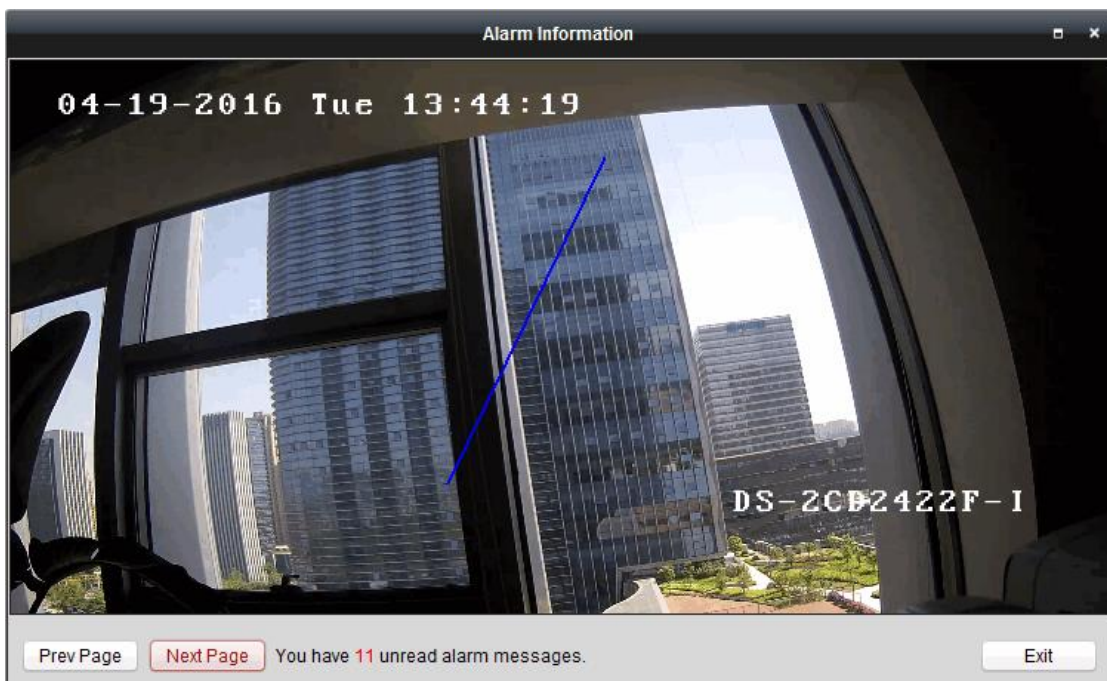 Alarm Information
04-19-2016 Tue 13:44:19
DS-2CD2422F-I
Prev Page
Next Page
You have 11 unread alarm messages.
Exit